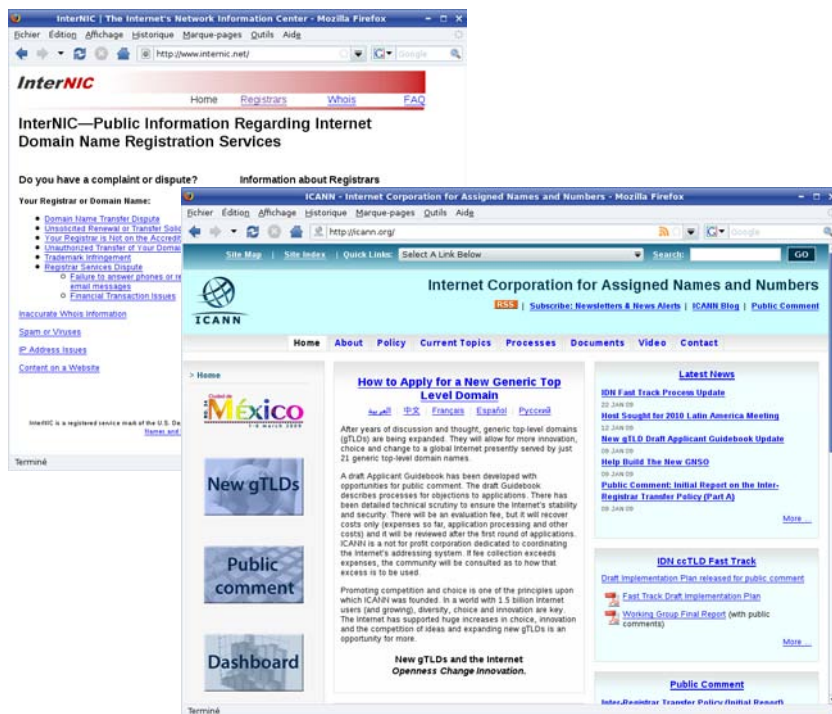 InterNIC | The Internet's Network Information Center - Mozilla Firefox
Fichier Édition Affichage Historique Marque-pages Outils Aide
http://www.internic.net/
Google
InterNIC
Home Registrars Whois FAQ
InterNIC—Public Information Regarding Internet
Domain Name Registration Services
Do you have a complaint or dispute? Information about Registrars
Your Registrar or Domain Name:
Domain Name Transfer Dispute
Unsolicited Renewal or Transfer
Your Registrar is Not on the
Unauthorized Transfer of Your
Trademark Infringement
Registrar Services Dispute
Failure to answer phones or
email messages
Financial Transaction Issues
Inaccurate Whois Information
Spam or Viruses
IP Address Issues
Content on a Website
InterNIC is a registered service mark of the U.S.
Names and
Terminé
ICANN - Internet Corporation for Assigned Names and Numbers - Mozilla Firefox
Fichier Édition Affichage Historique Marque-pages Outils Aide
http://icann.org/
Google
Site Map | Site Index | Quick Links: Select A Link Below Search: GO
ICANN
Internet Corporation for Assigned Names and Numbers
RSS | Subscribe: Newsletters & News Alerts | ICANN Blog | Public Comment
Home About Policy Current Topics Processes Documents Video Contact
> Home
Ciudad de
México
1-6 march 2009
New gTLDs
Public
comment
Dashboard
How to Apply for a New Generic Top
Level Domain
العربية 中文 Français Español Русский
After years of discussion and thought, generic top-level domains
(gTLDs) are being expanded. They will allow for more innovation,
choice and change to a global Internet presently served by just
21 generic top-level domain names.
A draft Applicant Guidebook has been developed with
opportunities for public comment. The draft Guidebook
describes processes for objections to applications. There has
been detailed technical scrutiny to ensure the Internet's stability
and security. There will be an evaluation fee, but it will recover
costs only (expenses so far, application processing and other
costs) and it will be reviewed after the first round of applications.
ICANN is a not for profit corporation dedicated to coordinating
the Internet's addressing system. If fee collection exceeds
expenses, the community will be consulted as to how that
excess is to be used.
Promoting competition and choice is one of the principles upon
which ICANN was founded. In a world with 1.5 billion Internet
users (and growing), diversity, choice and innovation are key.
The Internet has supported huge increases in choice, innovation
and the competition of ideas and expanding new gTLDs is an
opportunity for more.
New gTLDs and the Internet
Openness Change Innovation.
Latest News
IDN Fast Track Process Update
22 JAN 09
Host Sought for 2010 Latin America Meeting
12 JAN 09
New gTLD Draft Applicant Guidebook Update
09 JAN 09
Help Build The New GNSO
09 JAN 09
Public Comment: Initial Report on the Inter-
Registrar Transfer Policy (Part A)
09 JAN 09
More ...
IDN ccTLD Fast Track
Draft Implementation Plan released for public comment
Fast Track Draft Implementation Plan
Working Group Final Report (with public
comments)
More ...
Public Comment
Inter-Registrar Transfer Policy (Initial Report)
Terminé